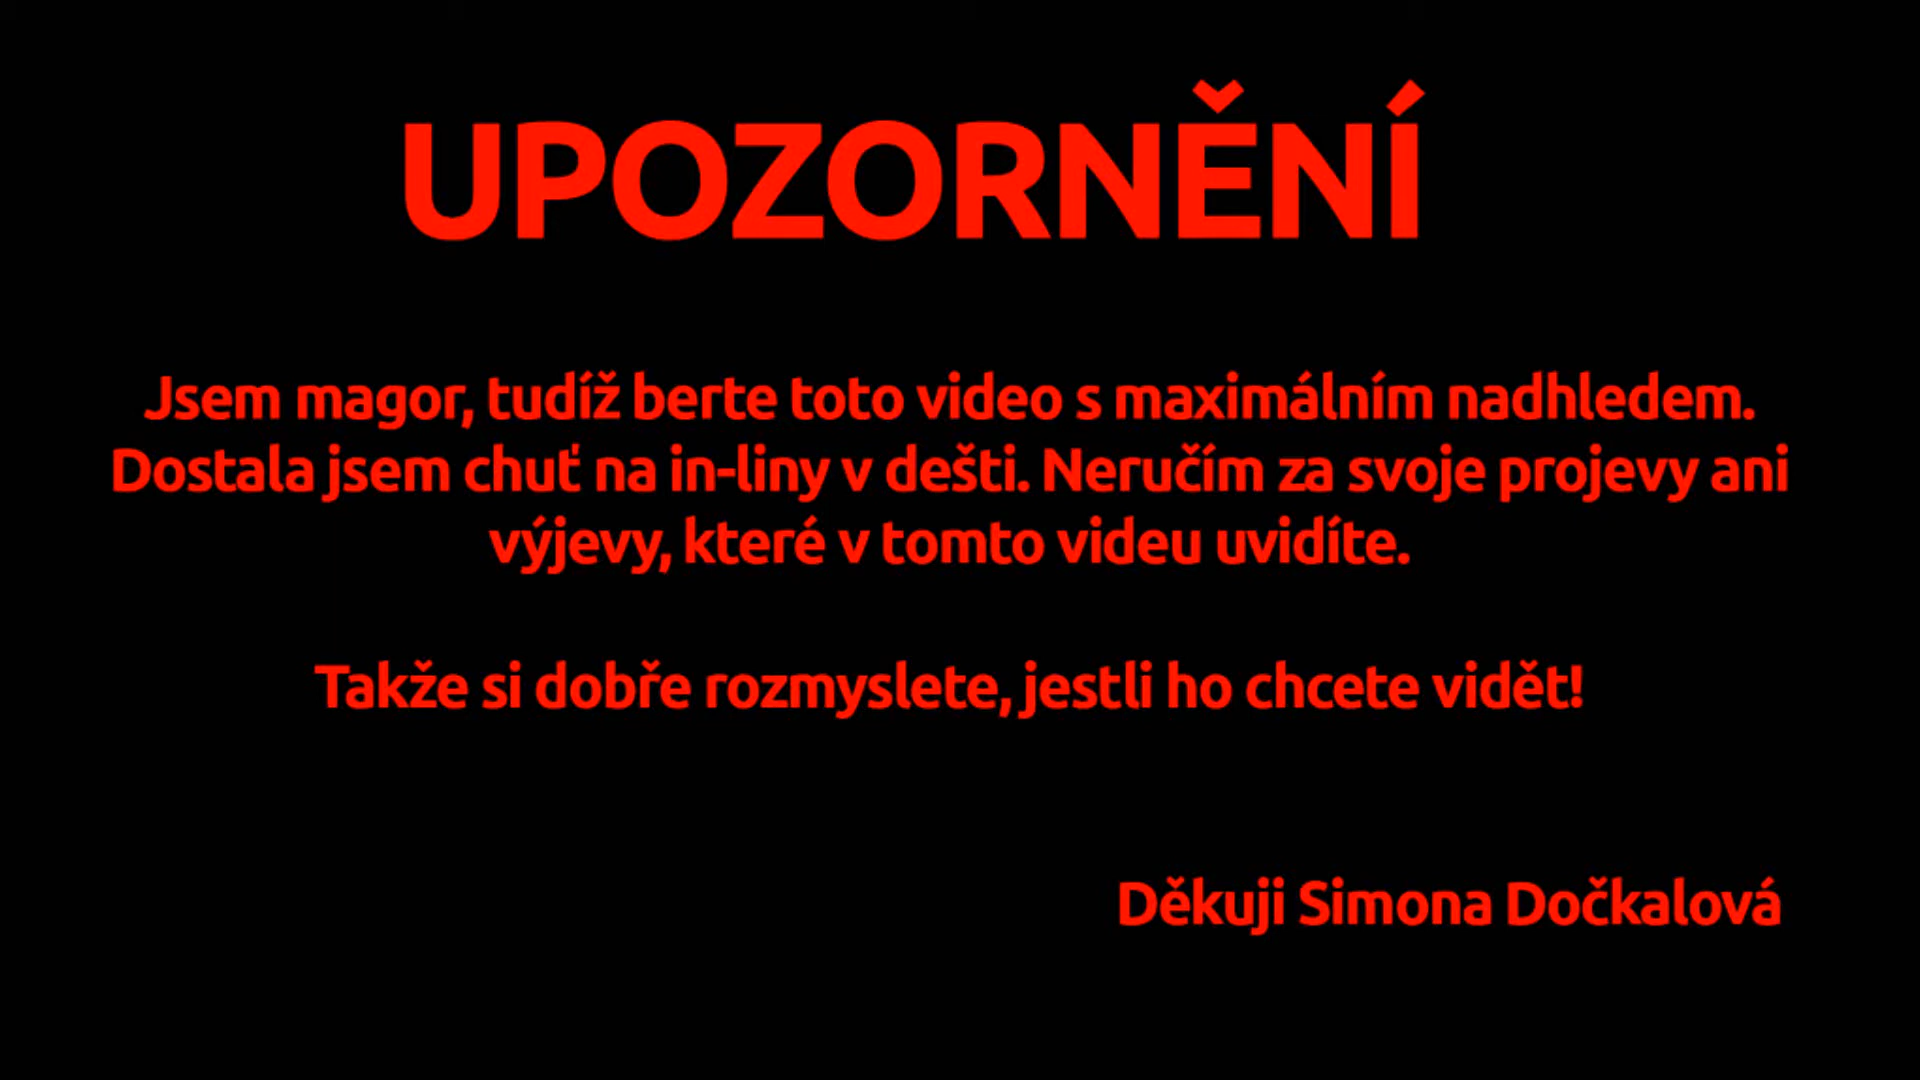 UPOZORNĚNÍ
Jsem magor, tudíž berte toto video s maximálním nadhledem.
Dostala jsem chuť na in-liny v dešti. Neručím za svoje projevy ani
výjevy, které v tomto videu uvidíte.
Takže si dobře rozmyslete, jestli ho chcete vidět!
Děkuji Simona Dočkalová